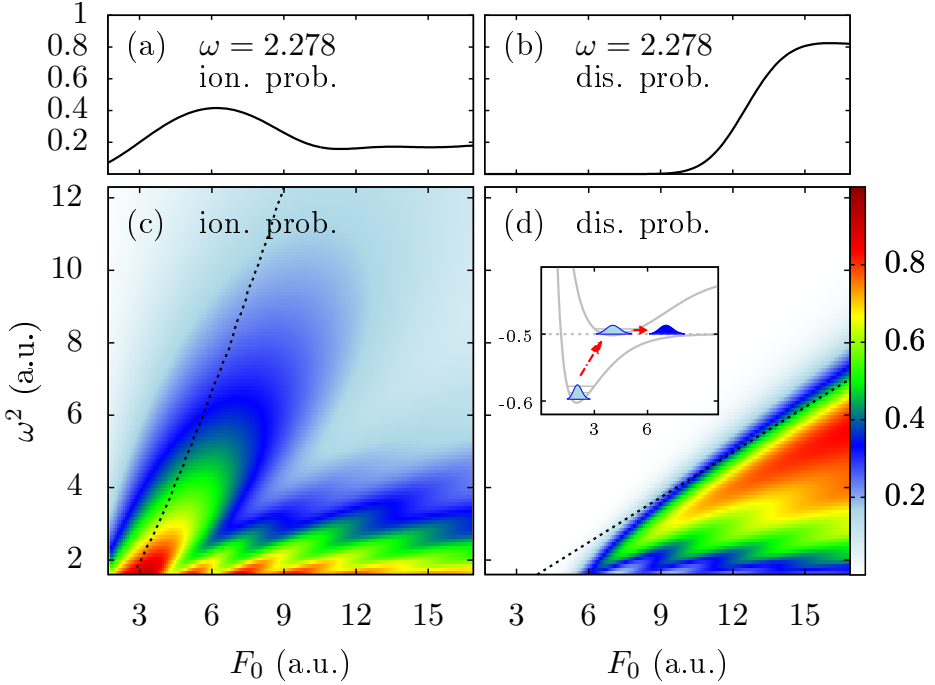 1
0.8
0.6
0.4
0.2
(a) ω = 2.278
ion. prob.
(b) ω = 2.278
dis. prob.
12
10
8
6
4
2
ω² (a.u.)
(c) ion. prob.
(d) dis. prob.
-0.5
-0.6
3 6
0.8
0.6
0.4
0.2
3 6 9 12 15
3 6 9 12 15
F₀ (a.u.)
F₀ (a.u.)